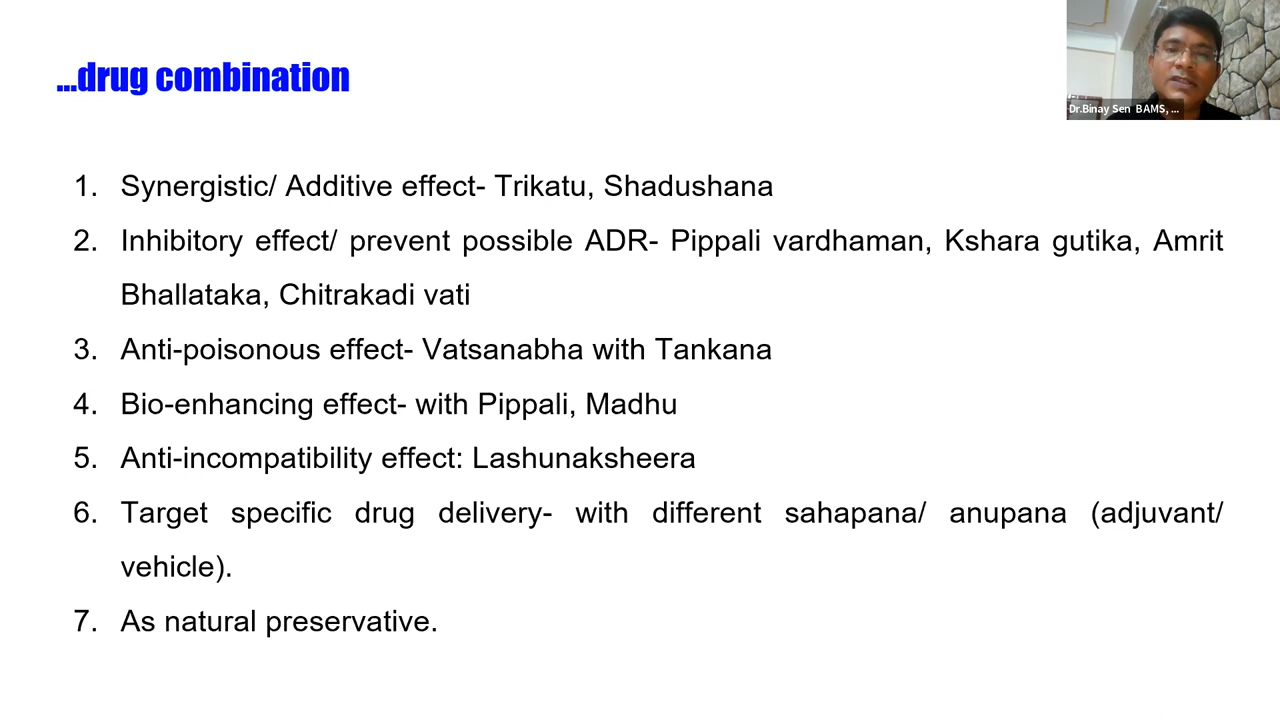 ...drug combination
Dr.Binay Sen BAMS, ...
1. Synergistic/ Additive effect- Trikatu, Shadushana
2. Inhibitory effect/ prevent possible ADR- Pippali vardhaman, Kshara gutika, Amrit
Bhallataka, Chitrakadi vati
3. Anti-poisonous effect- Vatsanabha with Tankana
4. Bio-enhancing effect- with Pippali, Madhu
5. Anti-incompatibility effect: Lashunaksheera
6. Target specific drug delivery- with different sahapana/ anupana (adjuvant/
vehicle).
7. As natural preservative.